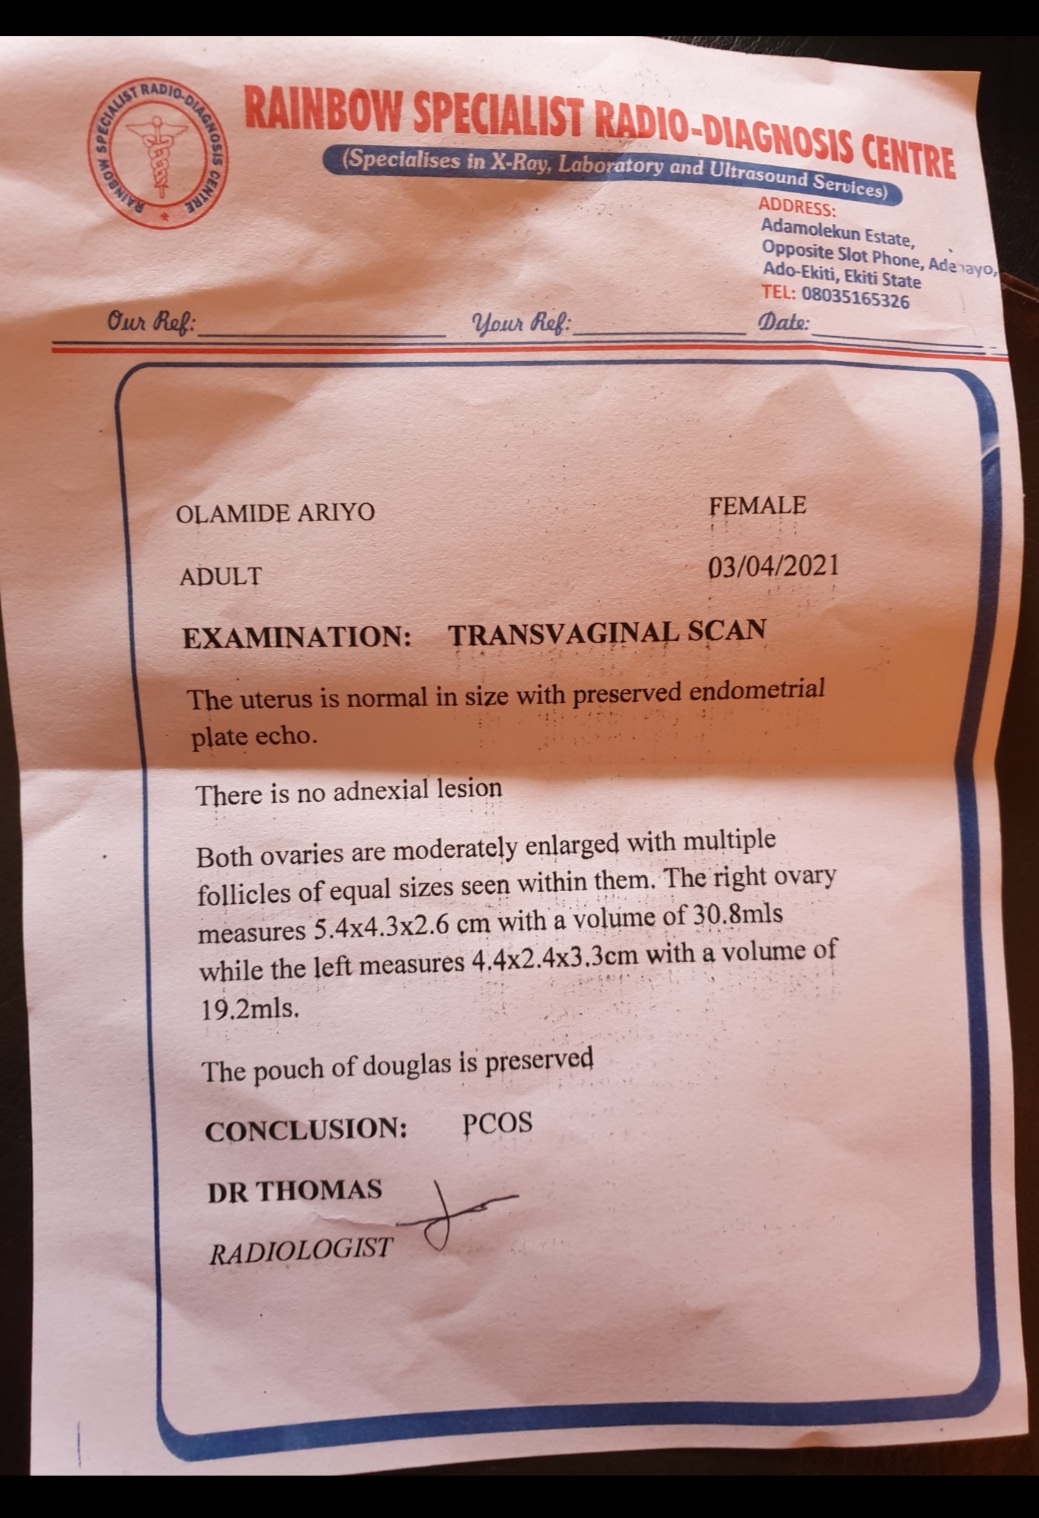 RAINBOW SPECIALIST RADIO-DIAGNOSIS CENTRE
RAINBOW SPECIALIST RADIO-DIAGNOSIS CENTRE
(Specialises in X-Ray, Laboratory and Ultrasound Services)
ADDRESS:
Adamolekun Estate,
Opposite Slot Phone,
Ado-Ekiti, Ekiti State
TEL: 08035165326
Our Ref: Your Ref: Date:
OLAMIDE ARIYO FEMALE
ADULT 03/04/2021
EXAMINATION: TRANSVAGINAL SCAN
The uterus is normal in size with preserved endometrial
plate echo.
There is no adnexial lesion
Both ovaries are moderately enlarged with multiple
follicles of equal sizes seen within them. The right ovary
measures 5.4x4.3x2.6 cm with a volume of 30.8mls
while the left measures 4.4x2.4x3.3cm with a volume of
19.2mls.
The pouch of douglas is preserved
CONCLUSION: PCOS
DR THOMAS
RADIOLOGIST